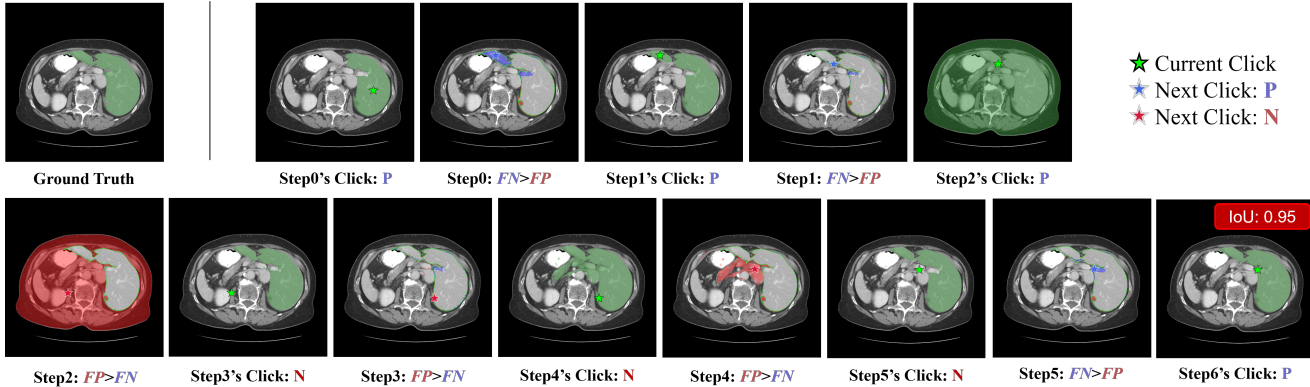 Current Click
Next Click: P
Next Click: N
Ground Truth
Step0's Click: P
Step0: FN>FP
Step1's Click: P
Step1: FN>FP
Step2's Click: P
IoU: 0.95
Step2: FP>FN
Step3's Click: N
Step3: FP>FN
Step4's Click: N
Step4: FP>FN
Step5's Click: N
Step5: FN>FP
Step6's Click: P